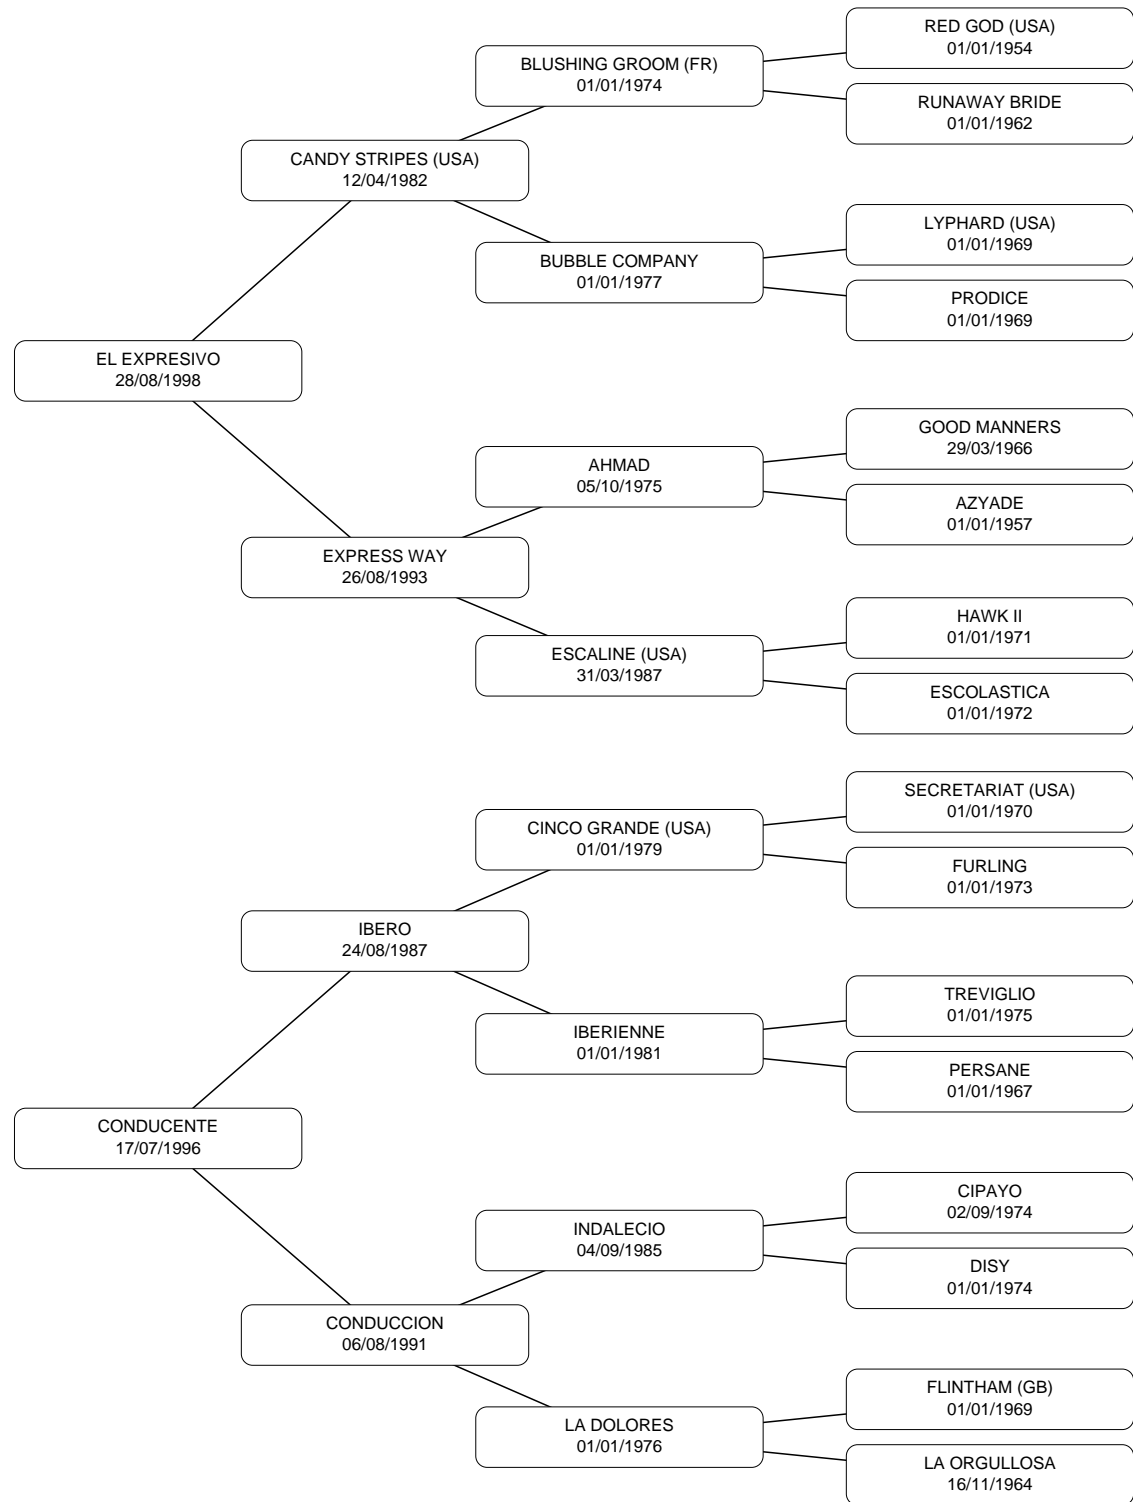 RED GOD (USA)
01/01/1954
BLUSHING GROOM (FR)
01/01/1974
RUNAWAY BRIDE
01/01/1962
CANDY STRIPES (USA)
12/04/1982
LYPHARD (USA)
01/01/1969
BUBBLE COMPANY
01/01/1977
PRODICE
01/01/1969
EL EXPRESIVO
28/08/1998
GOOD MANNERS
29/03/1966
AHMAD
05/10/1975
AZYADE
01/01/1957
EXPRESS WAY
26/08/1993
HAWK II
01/01/1971
ESCALINE (USA)
31/03/1987
ESCOLASTICA
01/01/1972
SECRETARIAT (USA)
01/01/1970
CINCO GRANDE (USA)
01/01/1979
FURLING
01/01/1973
IBERO
24/08/1987
TREVIGLIO
01/01/1975
IBERIENNE
01/01/1981
PERSANE
01/01/1967
CONDUCENTE
17/07/1996
CIPAYO
02/09/1974
INDALECIO
04/09/1985
DISY
01/01/1974
CONDUCCION
06/08/1991
FLINTHAM (GB)
01/01/1969
LA DOLORES
01/01/1976
LA ORGULLOSA
16/11/1964